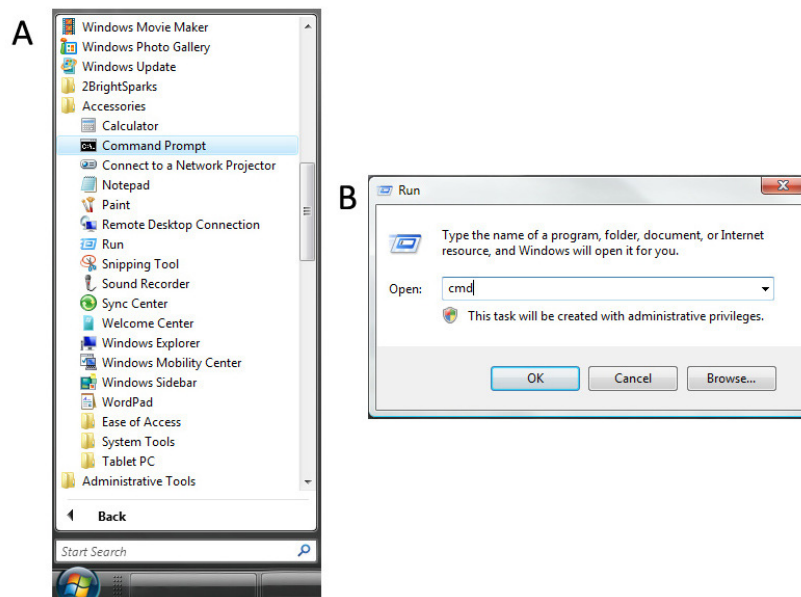 A
Windows Movie Maker
Windows Photo Gallery
Windows Update
2BrightSparks
Accessories
Calculator
Command Prompt
Connect to a Network Projector
Notepad
Paint
Remote Desktop Connection
Run
Snipping Tool
Sound Recorder
Sync Center
Welcome Center
Windows Explorer
Windows Mobility Center
Windows Sidebar
WordPad
Ease of Access
System Tools
Tablet PC
Administrative Tools
Back
Start Search
B
Run
Type the name of a program, folder, document, or Internet
resource, and Windows will open it for you.
Open: cmd
This task will be created with administrative privileges.
OK Cancel Browse...